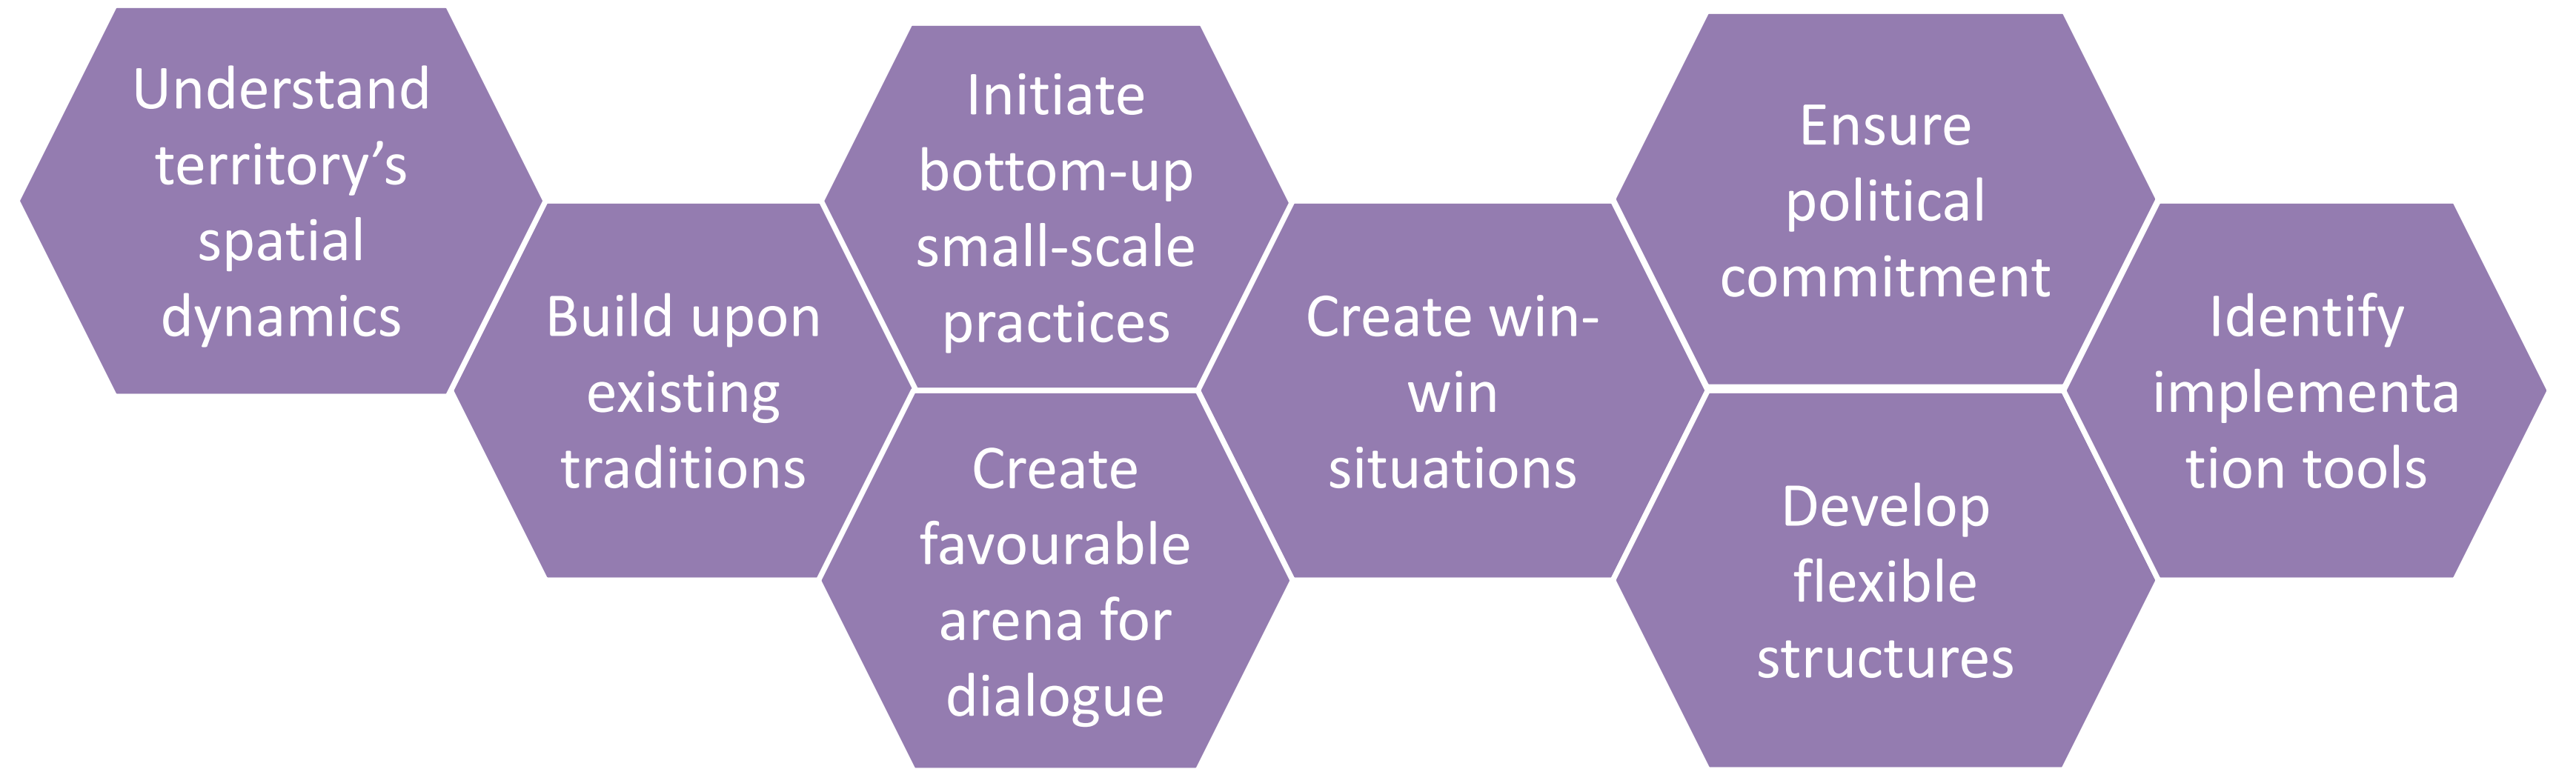 Understand
territory’s
spatial
dynamics
Build upon
existing
traditions
Initiate
bottom-up
small-scale
practices
Create
favourable
arena for
dialogue
Create win-
win
situations
Ensure
political
commitment
Develop
flexible
structures
Identify
implementa
tion tools